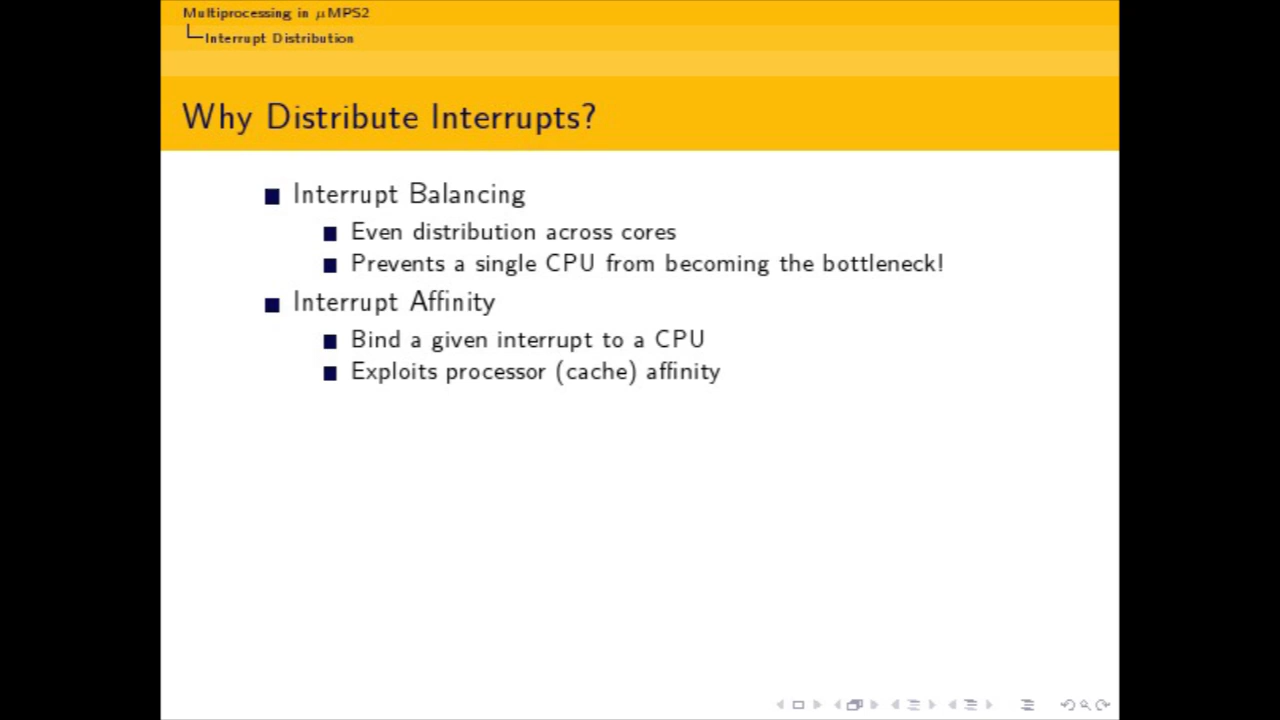 Multiprocessing in μMPS2
Interrupt Distribution
Why Distribute Interrupts?
Interrupt Balancing
Even distribution across cores
Prevents a single CPU from becoming the bottleneck!
Interrupt Affinity
Bind a given interrupt to a CPU
Exploits processor (cache) affinity